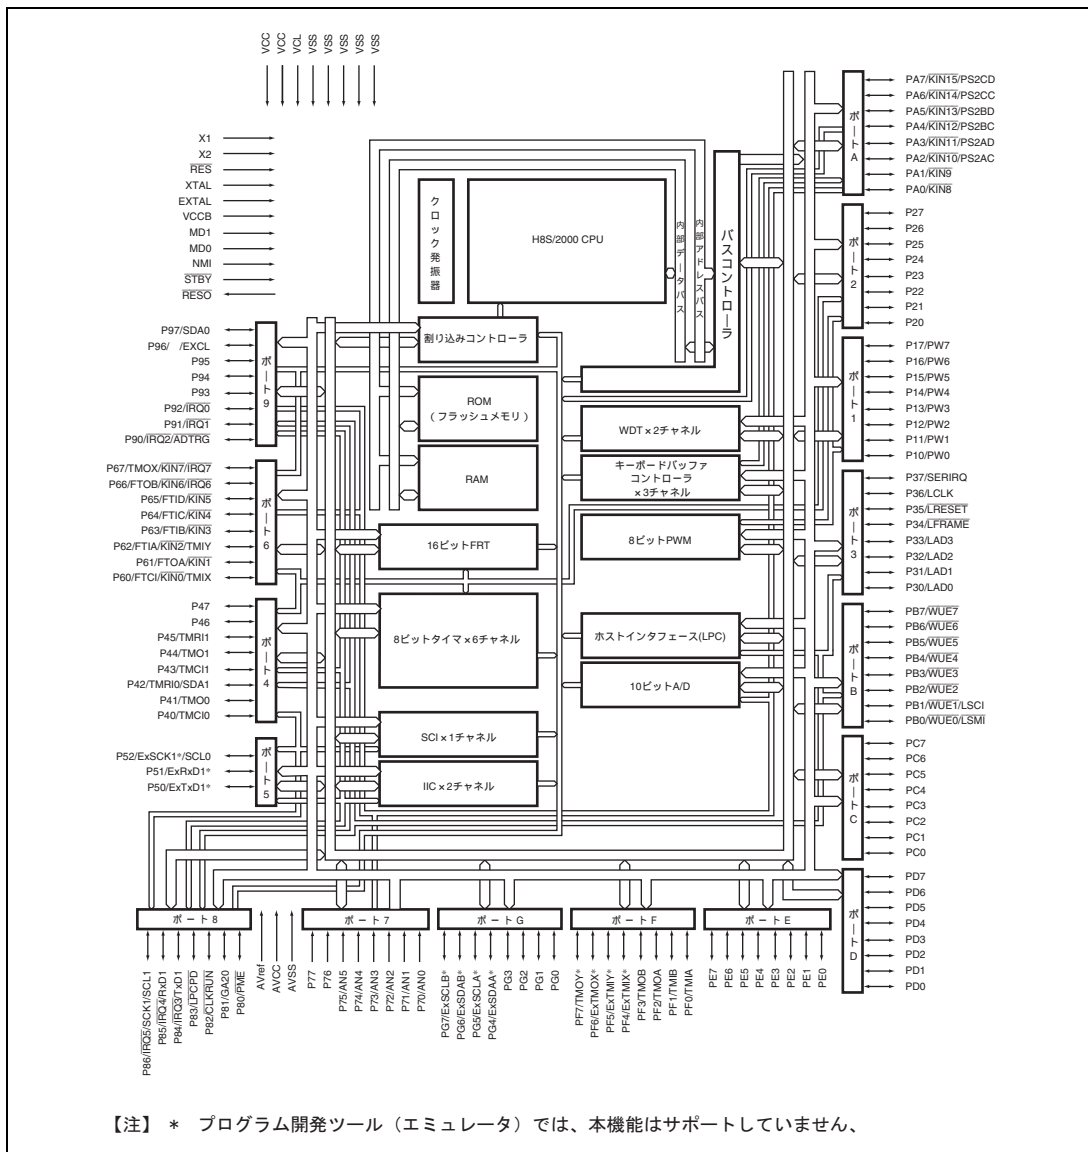 VCC
VCC
VCL
VSS
VSS
VSS
VSS
VSS
X1
X2
RES
XTAL
EXTAL
VCCB
MD1
MD0
NMI
STBY
RESO
クロック発振器
H8S/2000 CPU
内部データバス
内部アドレスバス
バスコントローラ
割り込みコントローラ
ROM
(フラッシュメモリ)
RAM
WDT×2チャネル
キーボードバッファ
コントローラ
×3チャネル
16ビットFRT
8ビットPWM
8ビットタイマ×6チャネル
ホストインタフェース(LPC)
10ビットA/D
SCI×1チャネル
IIC×2チャネル
P97/SDA0
P96/ /EXCL
P95
P94
P93
P92/IRQ0
P91/IRQ1
P90/IRQ2/ADTRG
ポート9
P67/TMOX/KIN7/IRQ7
P66/FTOB/KIN6/IRQ6
P65/FTID/KIN5
P64/FTIC/KIN4
P63/FTIB/KIN3
P62/FTIA/KIN2/TMIY
P61/FTOA/KIN1
P60/FTCI/KIN0/TMIX
ポート6
P47
P46
P45/TMRI1
P44/TMO1
P43/TMCI1
P42/TMRI0/SDA1
P41/TMO0
P40/TMCI0
ポート4
P52/ExSCK1*/SCL0
P51/ExRxD1*
P50/ExTxD1*
ポート5
PA7/KIN15/PS2CD
PA6/KIN14/PS2CC
PA5/KIN13/PS2BD
PA4/KIN12/PS2BC
PA3/KIN11/PS2AD
PA2/KIN10/PS2AC
PA1/KIN9
PA0/KIN8
ポートA
P27
P26
P25
P24
P23
P22
P21
P20
ポート2
P17/PW7
P16/PW6
P15/PW5
P14/PW4
P13/PW3
P12/PW2
P11/PW1
P10/PW0
ポート1
P37/SERIRQ
P36/LCLK
P35/LRESET
P34/LFRAME
P33/LAD3
P32/LAD2
P31/LAD1
P30/LAD0
ポート3
PB7/WUE7
PB6/WUE6
PB5/WUE5
PB4/WUE4
PB3/WUE3
PB2/WUE2
PB1/WUE1/LSCI
PB0/WUE0/LSMI
ポートB
PC7
PC6
PC5
PC4
PC3
PC2
PC1
PC0
ポートC
PD7
PD6
PD5
PD4
PD3
PD2
PD1
PD0
ポートD
ポート8
ポート7
ポートG
ポートF
ポートE
P86/IRQ5/SCK1/SCL1
P85/IRQ4/RxD1
P84/IRQ3/TxD1
P83/LPCPD
P82/CLKRUN
P81/GA20
P80/PME
AVref
AVCC
AVSS
P77
P76
P75/AN5
P74/AN4
P73/AN3
P72/AN2
P71/AN1
P70/AN0
PG7/ExSCLB*
PG6/ExSDAB*
PG5/ExSCLA*
PG4/ExSDAA*
PG3
PG2
PG1
PG0
PF7/TMOY*
PF6/ExTMOX*
PF5/ExTMIY*
PF4/ExTMIX*
PF3/TMOB
PF2/TMOA
PF1/TMIB
PF0/TMIA
PE7
PE6
PE5
PE4
PE3
PE2
PE1
PE0
【注】 * プログラム開発ツール（エミュレータ）では、本機能はサポートしていません、